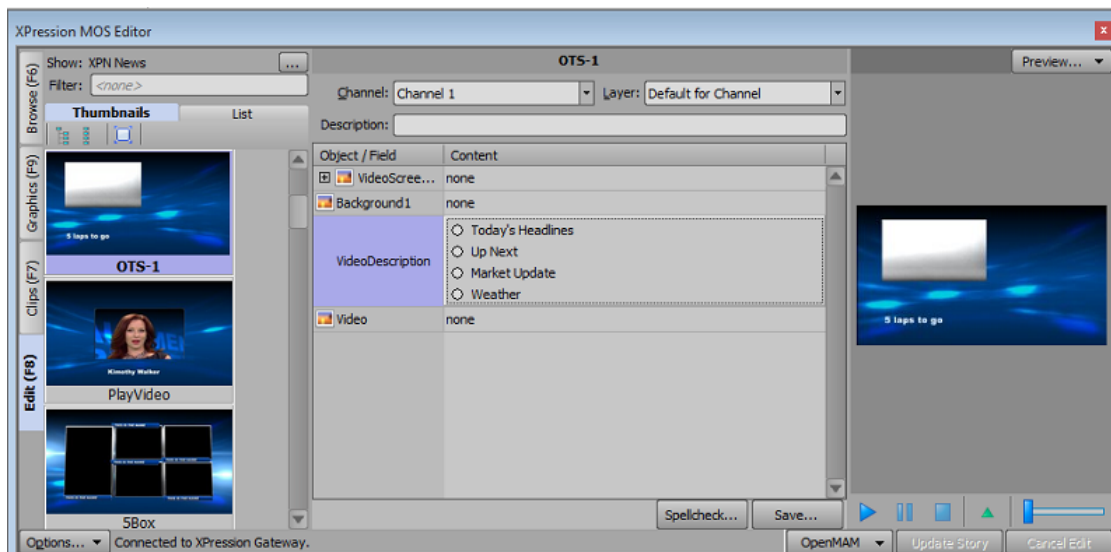 XPression MOS Editor
x
Show: XPN News
...
Filter: <none>
Thumbnails
List
Browse (F6)
Graphics (F9)
Clips (F7)
Edit (F8)
5 laps to go
OTS-1
Kimothy Walker
PlayVideo
5Box
OTS-1
Channel: Channel 1
Layer: Default for Channel
Description:
Object / Field
Content
VideoScree...
none
Background1
none
VideoDescription
Today's Headlines
Up Next
Market Update
Weather
Video
none
Spellcheck...
Save...
Preview...
5 laps to go
Options...
Connected to XPression Gateway.
OpenMAM
Update Story
Cancel Edit